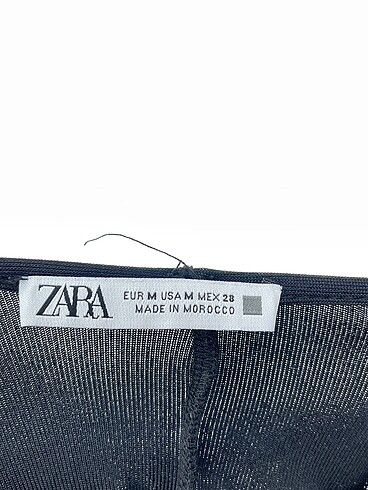 ZARA
EUR M USA M MEX 28
MADE IN MOROCCO